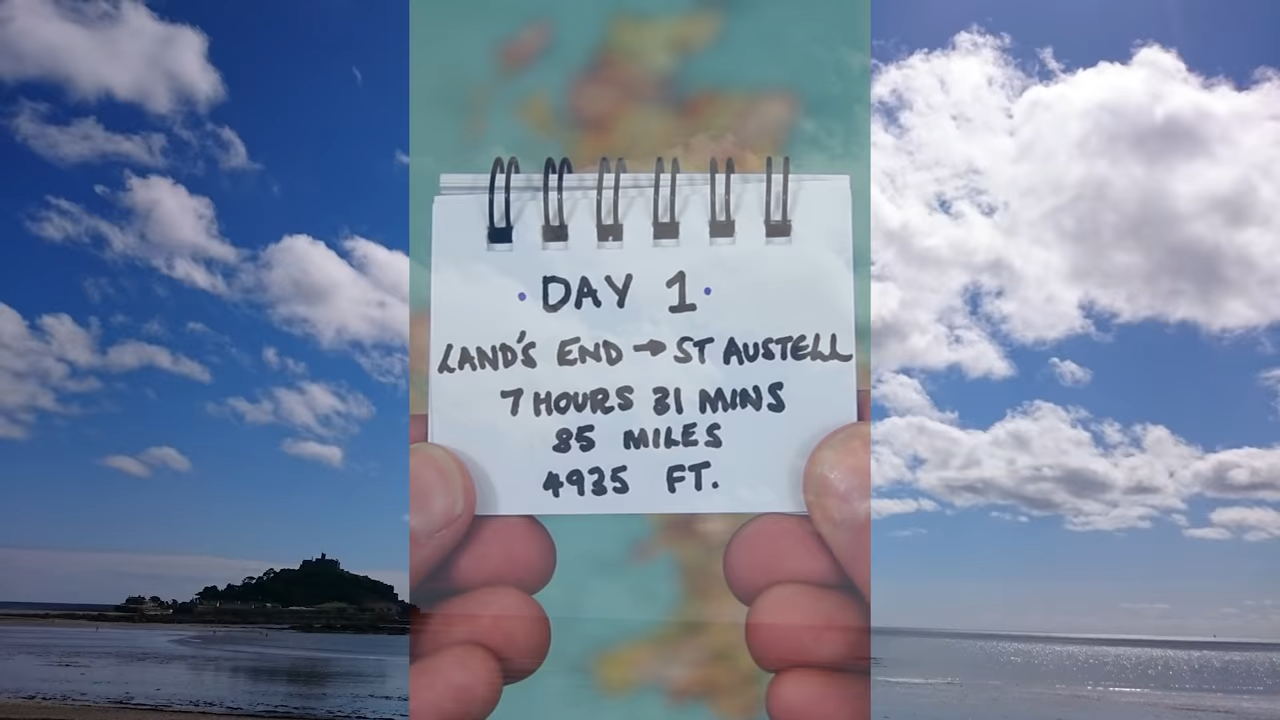 · DAY 1 ·
LAND'S END → ST AUSTELL
7 HOURS 31 MINS
85 MILES
4935 FT.